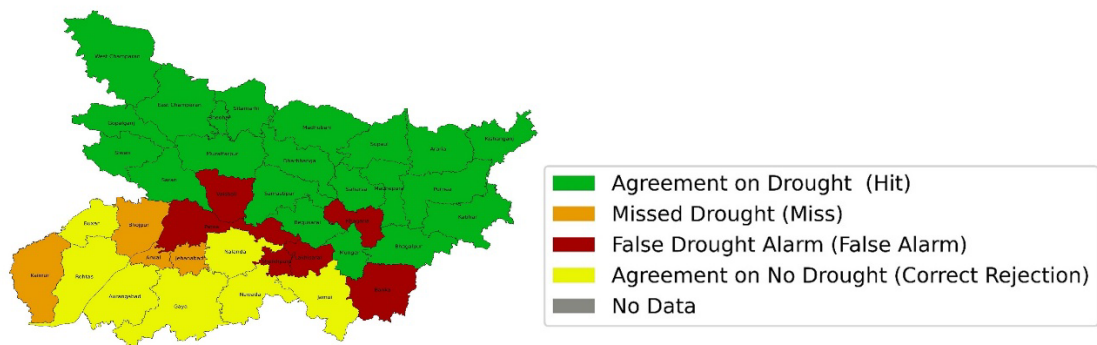 West Champaran
East Champaran
Sitamarhi
Sheohar
Gopalganj
Madhubani
Kishanganj
Supaul
Araria
Siwan
Muzaffarpur
Darbhanga
Saran
Vaishali
Samastipur
Saharsa
Madhepura
Purnia
Katihar
Begusarai
Khagaria
Buxar
Bhojpur
Patna
Bhagalpur
Munger
Nalanda
Arwal
Jehanabad
Kaimur
Rohtas
Banka
Aurangabad
Gaya
Nawada
Jamui
Agreement on Drought (Hit)
Missed Drought (Miss)
False Drought Alarm (False Alarm)
Agreement on No Drought (Correct Rejection)
No Data